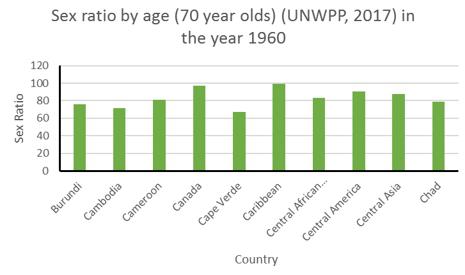 Sex ratio by age (70 year olds) (UNWPP, 2017) in
the year 1960
Sex Ratio
120
100
80
60
40
20
0
Burundi
Cambodia
Cameroon
Canada
Cape Verde
Caribbean
Central African...
Central America
Central Asia
Chad
Country